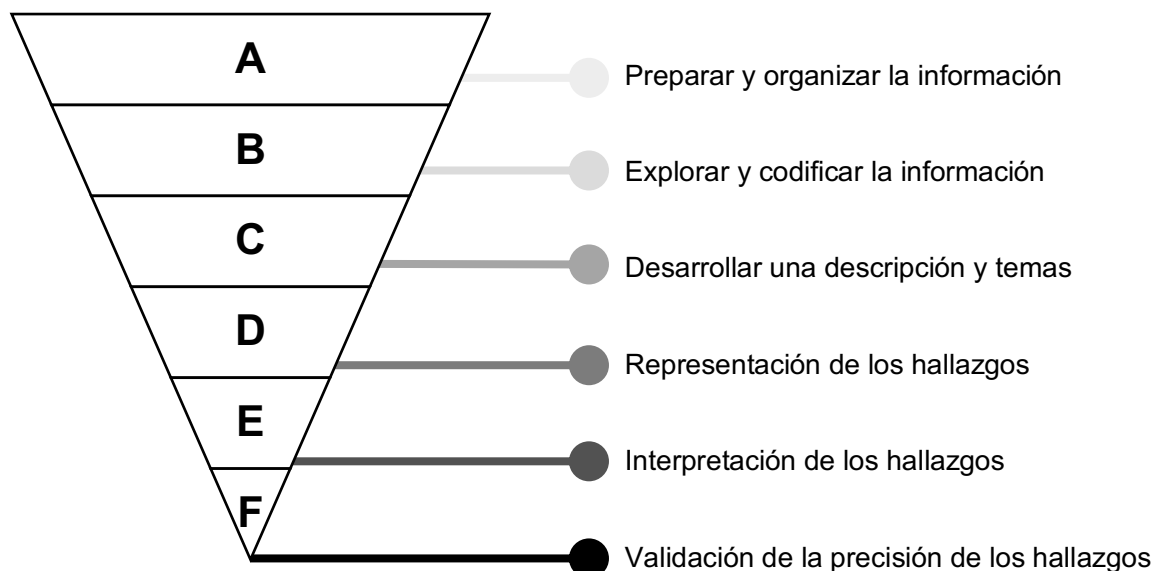 A
Preparar y organizar la información
B
Explorar y codificar la información
C
Desarrollar una descripción y temas
D
Representación de los hallazgos
E
Interpretación de los hallazgos
F
Validación de la precisión de los hallazgos